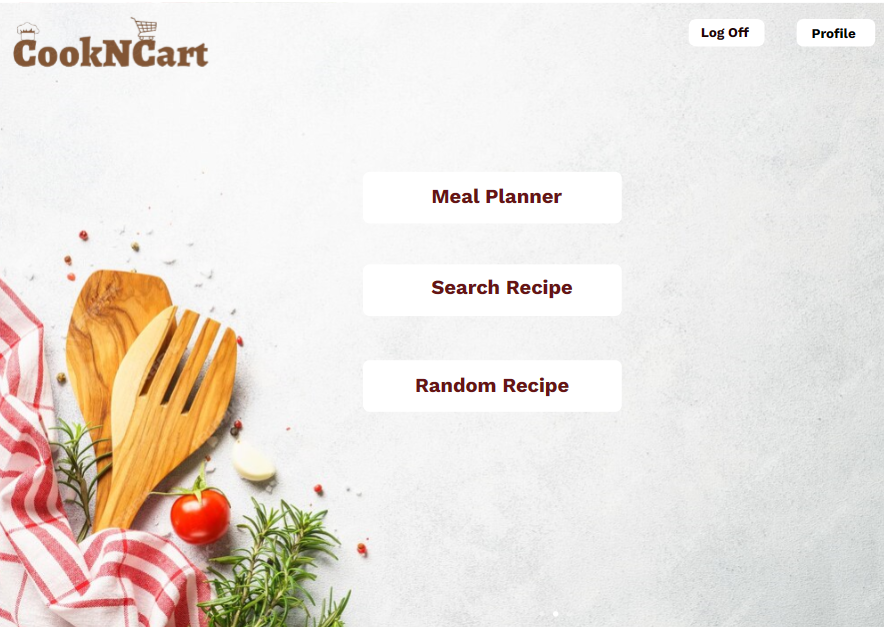 CookNCart
Log Off
Profile
Meal Planner
Search Recipe
Random Recipe